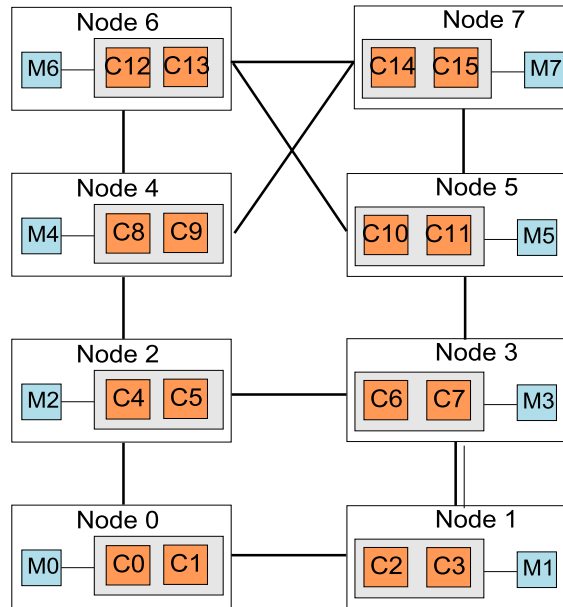 Node 6
Node 7
M6 C12 C13
C14 C15 M7
Node 4
Node 5
M4 C8 C9
C10 C11 M5
Node 2
Node 3
M2 C4 C5
C6 C7 M3
Node 0
Node 1
M0 C0 C1
C2 C3 M1